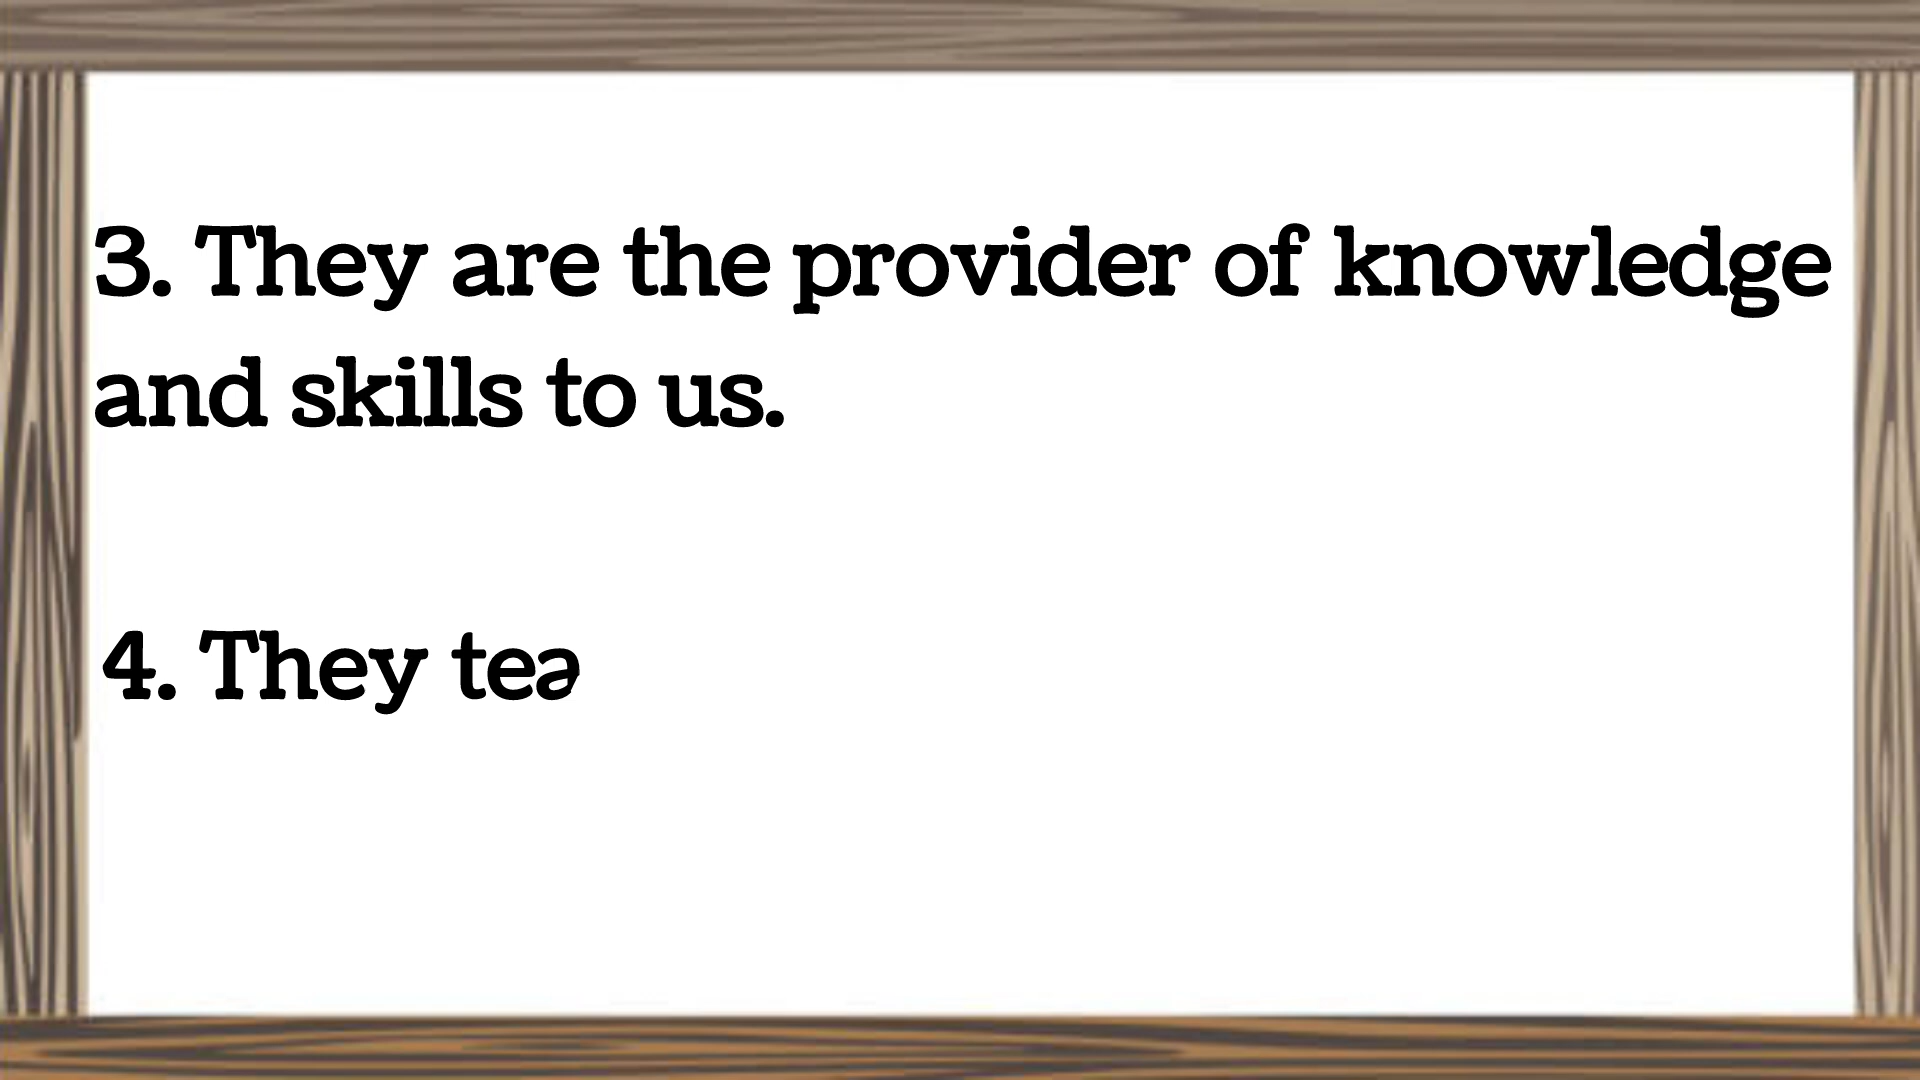 3. They are the provider of knowledge
and skills to us.
4. They tea